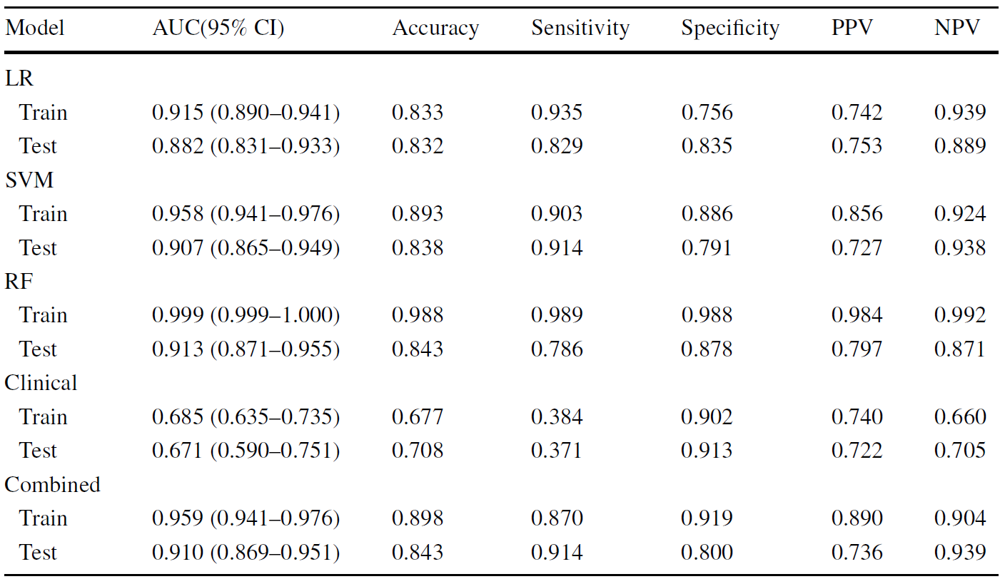 Model AUC(95% CI) Accuracy Sensitivity Specificity PPV NPV
LR
Train 0.915 (0.890–0.941) 0.833 0.935 0.756 0.742 0.939
Test 0.882 (0.831–0.933) 0.832 0.829 0.835 0.753 0.889
SVM
Train 0.958 (0.941–0.976) 0.893 0.903 0.886 0.856 0.924
Test 0.907 (0.865–0.949) 0.838 0.914 0.791 0.727 0.938
RF
Train 0.999 (0.999–1.000) 0.988 0.989 0.988 0.984 0.992
Test 0.913 (0.871–0.955) 0.843 0.786 0.878 0.797 0.871
Clinical
Train 0.685 (0.635–0.735) 0.677 0.384 0.902 0.740 0.660
Test 0.671 (0.590–0.751) 0.708 0.371 0.913 0.722 0.705
Combined
Train 0.959 (0.941–0.976) 0.898 0.870 0.919 0.890 0.904
Test 0.910 (0.869–0.951) 0.843 0.914 0.800 0.736 0.939